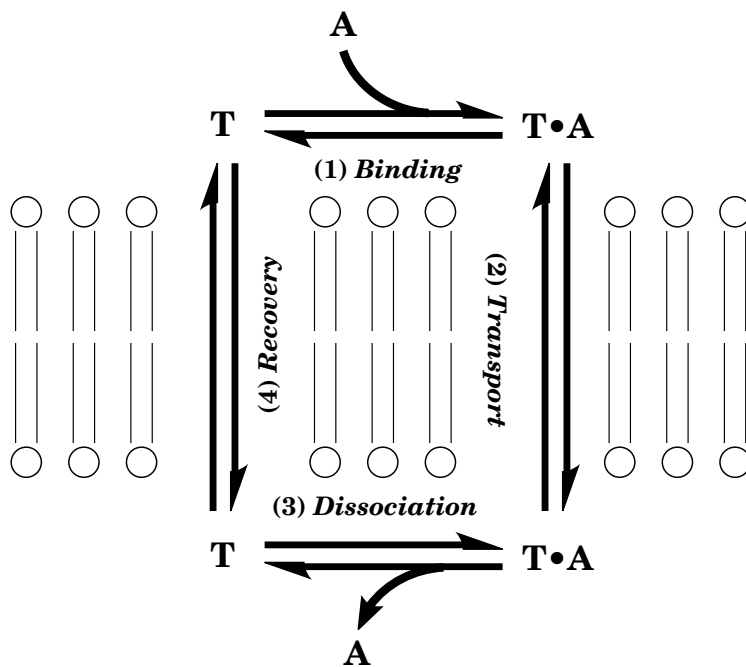 A
T
T•A
(1) Binding
(4) Recovery
(2) Transport
(3) Dissociation
T
T•A
A